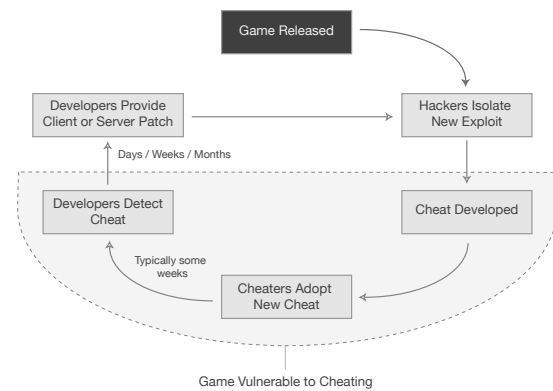 Game Released
Developers Provide
Client or Server Patch
Hackers Isolate
New Exploit
Days / Weeks / Months
Developers Detect
Cheat
Cheat Developed
Typically some
weeks
Cheaters Adopt
New Cheat
Game Vulnerable to Cheating